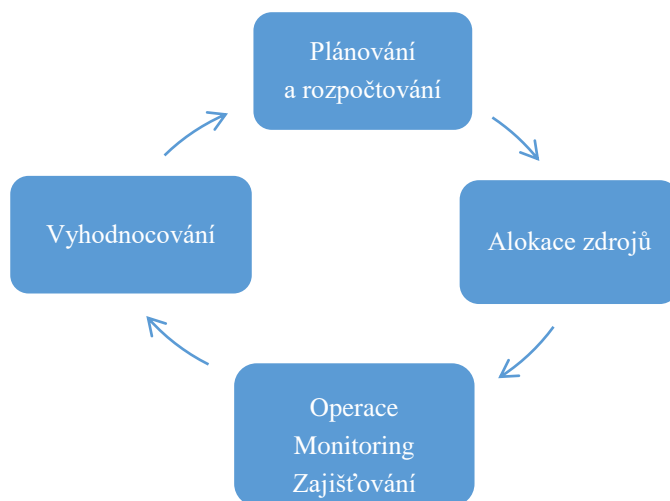 Plánování
a rozpočtování
Alokace zdrojů
Operace
Monitoring
Zajišťování
Vyhodnocování